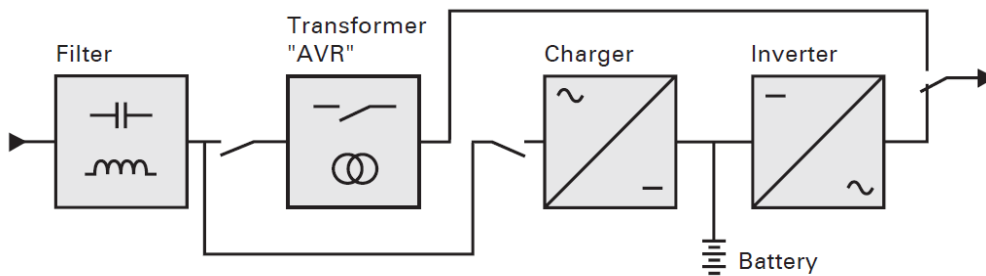 Filter
Transformer
"AVR"
Charger
Inverter
Battery